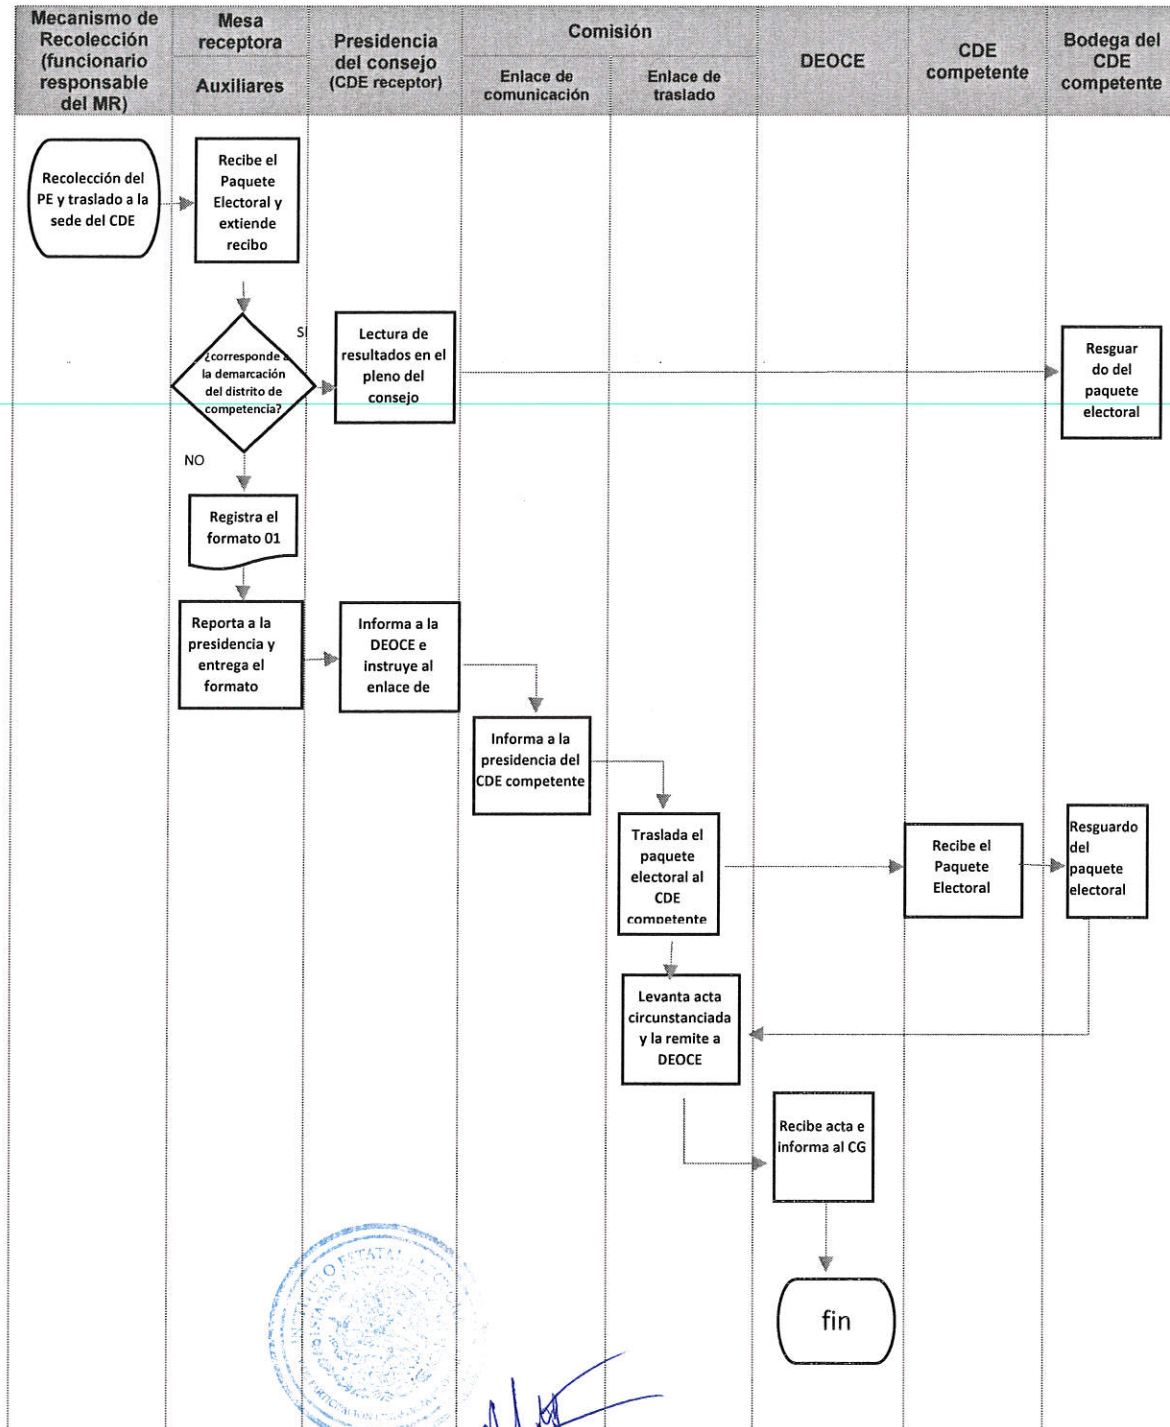 Mecanismo de
Recolección
(funcionario
responsable
del MR)
Mesa
receptora
Auxiliares
Presidencia
del consejo
(CDE receptor)
Comisión
Enlace de
comunicación
Enlace de
traslado
DEOCE
CDE
competente
Bodega del
CDE
competente
Recolección del
PE y traslado a la
sede del CDE
Recibe el
Paquete
Electoral y
extiende
recibo
¿corresponde a
la demarcación
del distrito de
competencia?
SI
Lectura de
resultados en el
pleno del
consejo
Resguar
do del
paquete
electoral
NO
Registra el
formato 01
Reporta a la
presidencia y
entrega el
formato
Informa a la
DEOCE e
instruye al
enlace de
Informa a la
presidencia del
CDE competente
Traslada el
paquete
electoral al
CDE
competente
Recibe el
Paquete
Electoral
Resguardo
del
paquete
electoral
Levanta acta
circunstanciada
y la remite a
DEOCE
Recibe acta e
informa al CG
fin